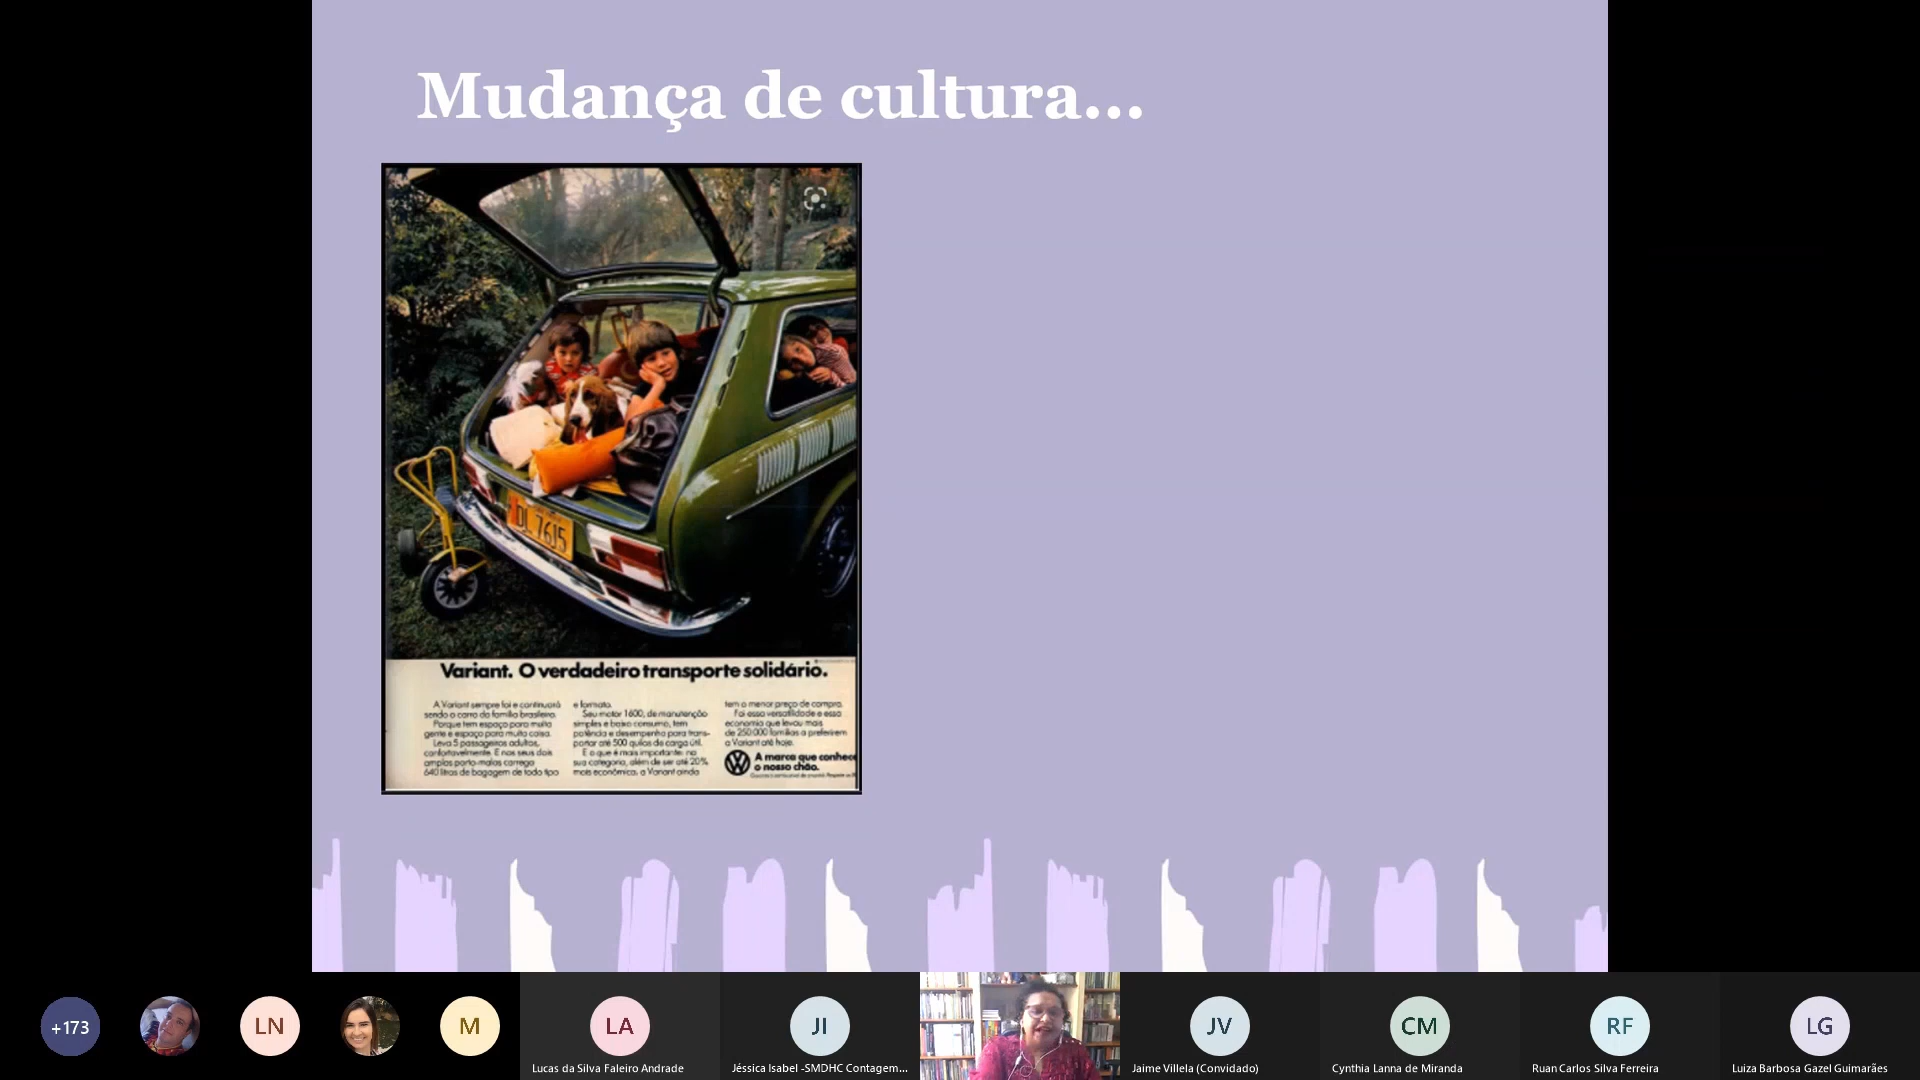 Mudança de cultura...
DL 7615
Variant. O verdadeiro transporte solidário.
A Variant sempre foi e continuará
sendo o carro da família brasileira.
Porque tem espaço para muita
gente e espaço para muita coisa.
Leva 5 passageiros adultos,
confortavelmente. E nos seus dois
amplos porta-malas carrega
640 litros de bagagem de todo tipo
e formato.
Seu motor 1600, de manutenção
simples e baixo consumo, tem
potência e desempenho para trans-
portar até 500 quilos de carga útil.
E o que é mais importante: na
sua categoria, além de ser até 20%
mais econômica, a Variant ainda
tem o menor preço de compra.
Foi essa versatilidade e essa
economia que levou mais
de 250.000 famílias a preferirem
a Variant até hoje.
A marca que conhece
o nosso chão.
+173
LN
M
LA
Lucas da Silva Faleiro Andrade
JI
Jéssica Isabel -SMDHC Contagem...
JV
Jaime Villela (Convidado)
CM
Cynthia Lanna de Miranda
RF
Ruan Carlos Silva Ferreira
LG
Luiza Barbosa Gazel Guimarães